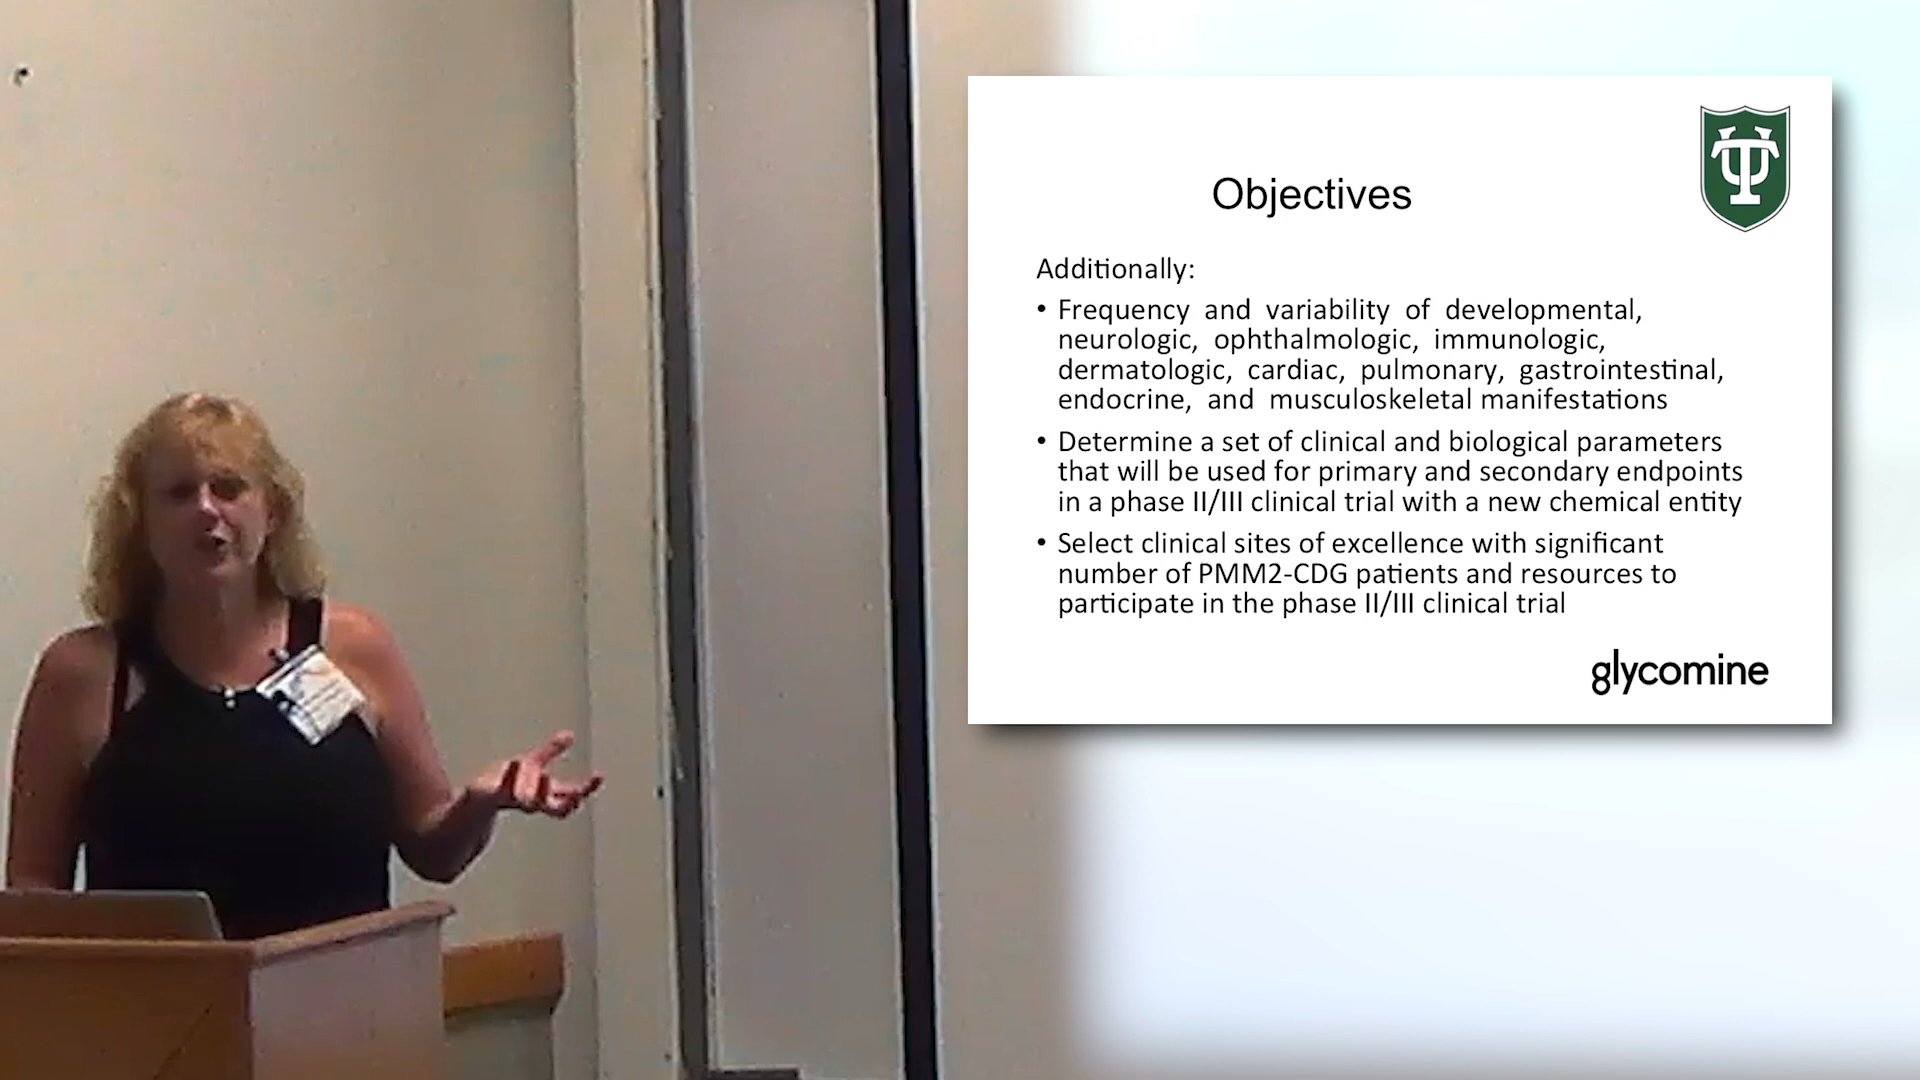 Objectives
Additionally:
• Frequency and variability of developmental,
neurologic, ophthalmologic, immunologic,
dermatologic, cardiac, pulmonary, gastrointestinal,
endocrine, and musculoskeletal manifestations
• Determine a set of clinical and biological parameters
that will be used for primary and secondary endpoints
in a phase II/III clinical trial with a new chemical entity
• Select clinical sites of excellence with significant
number of PMM2-CDG patients and resources to
participate in the phase II/III clinical trial
glycomine